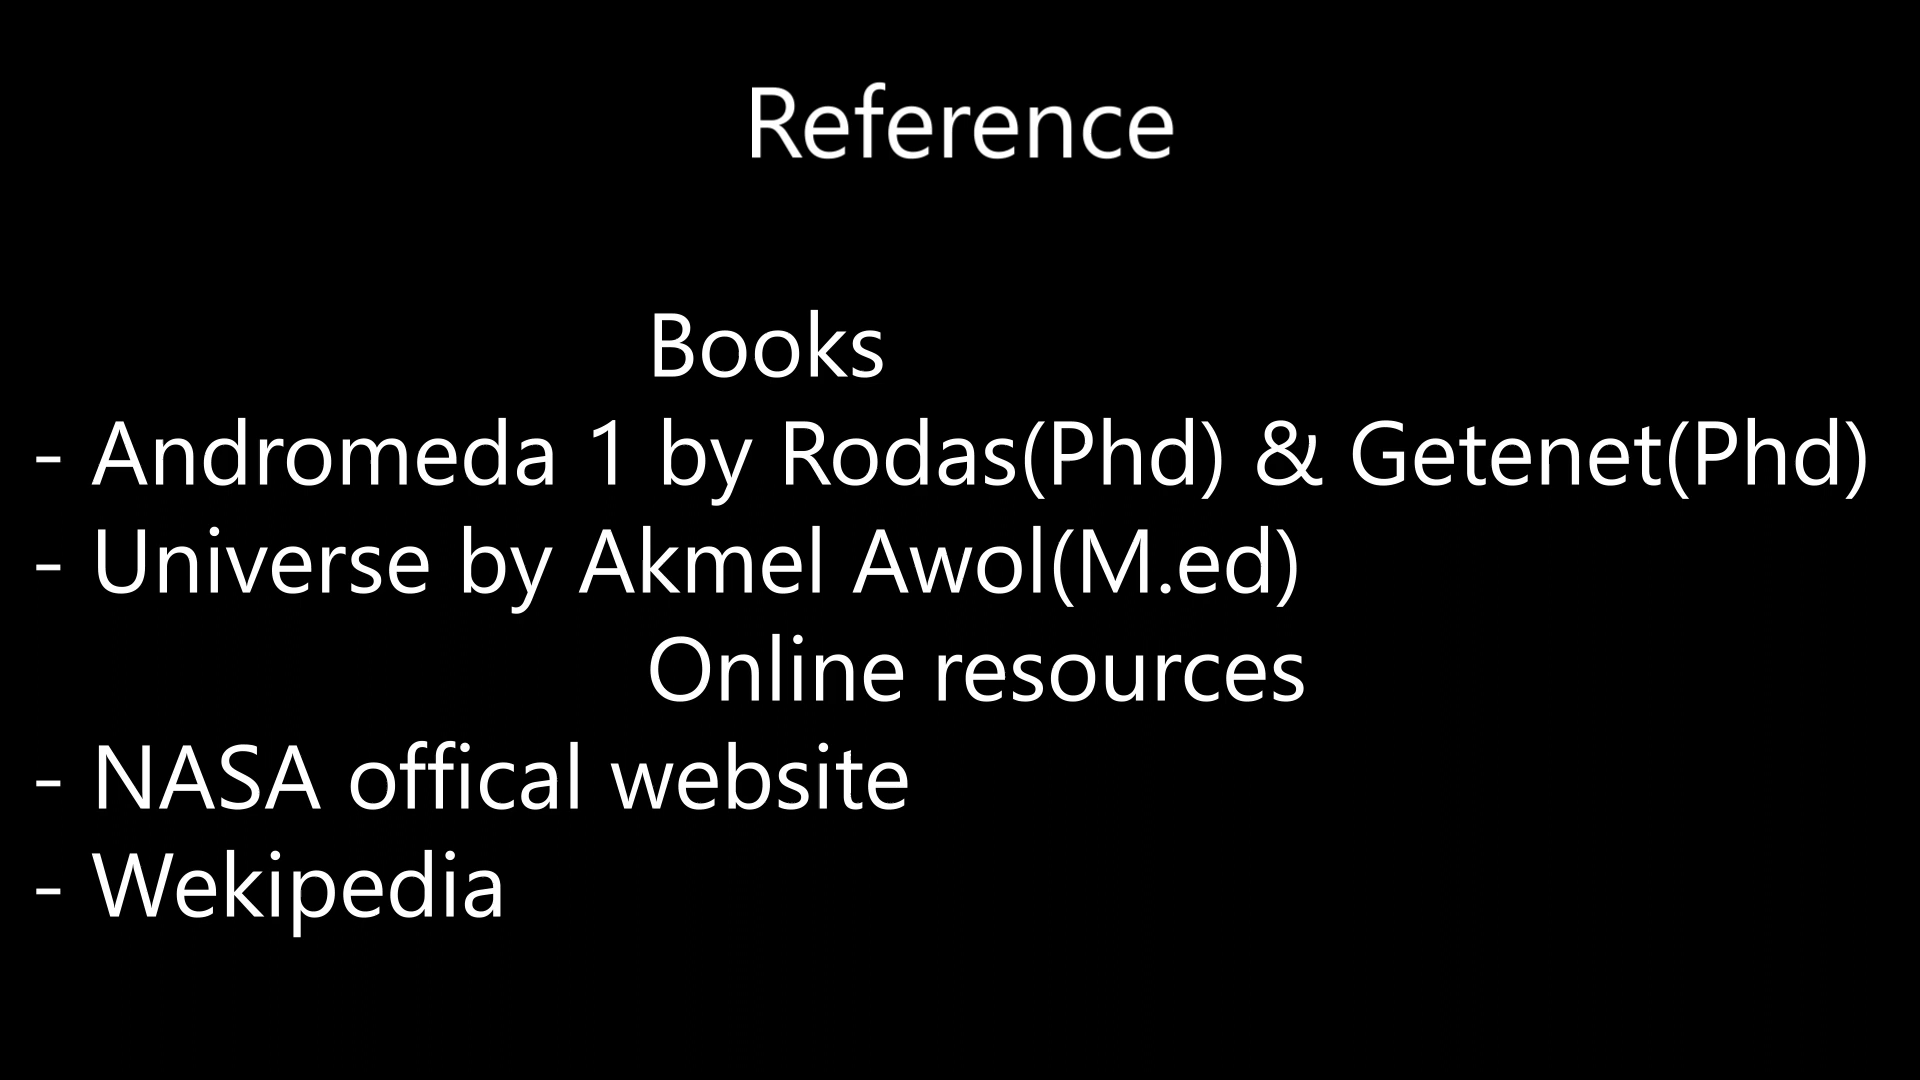 Reference
Books
- Andromeda 1 by Rodas(Phd) & Getenet(Phd)
- Universe by Akmel Awol(M.ed)
Online resources
- NASA offical website
- Wekipedia